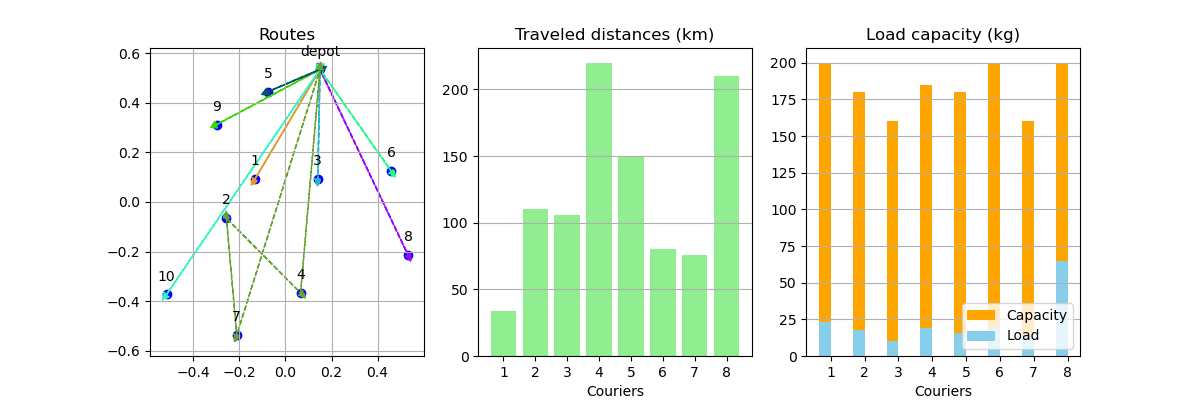 Routes
depot
5
9
1
3
6
2
8
10
4
7
0.6
0.4
0.2
0.0
−0.2
−0.4
−0.6
−0.4 −0.2 0.0 0.2 0.4
Traveled distances (km)
200
150
100
50
0
1 2 3 4 5 6 7 8
Couriers
Load capacity (kg)
200
175
150
125
100
75
50
25
0
Capacity
Load
1 2 3 4 5 6 7 8
Couriers